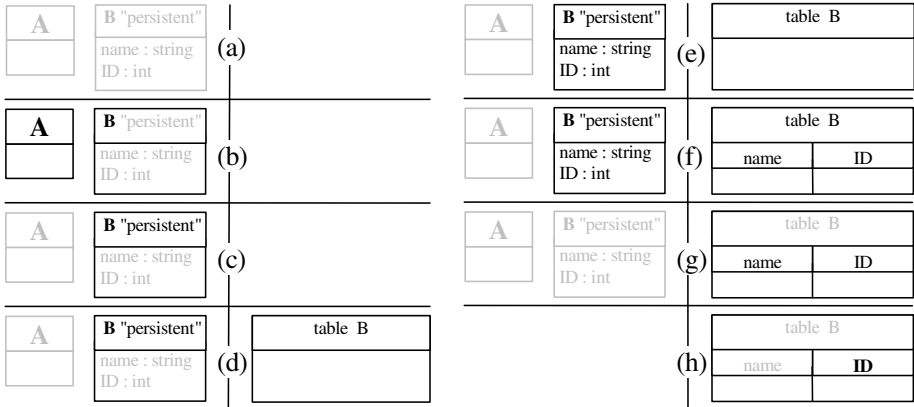 A
B "persistent"
name : string
ID : int
(a)
A
B "persistent"
name : string
ID : int
(b)
A
B "persistent"
name : string
ID : int
(c)
A
B "persistent"
name : string
ID : int
(d)
table B
A
B "persistent"
name : string
ID : int
(e)
table B
A
B "persistent"
name : string
ID : int
(f)
table B
name ID
A
B "persistent"
name : string
ID : int
(g)
table B
name ID
(h)
table B
name ID